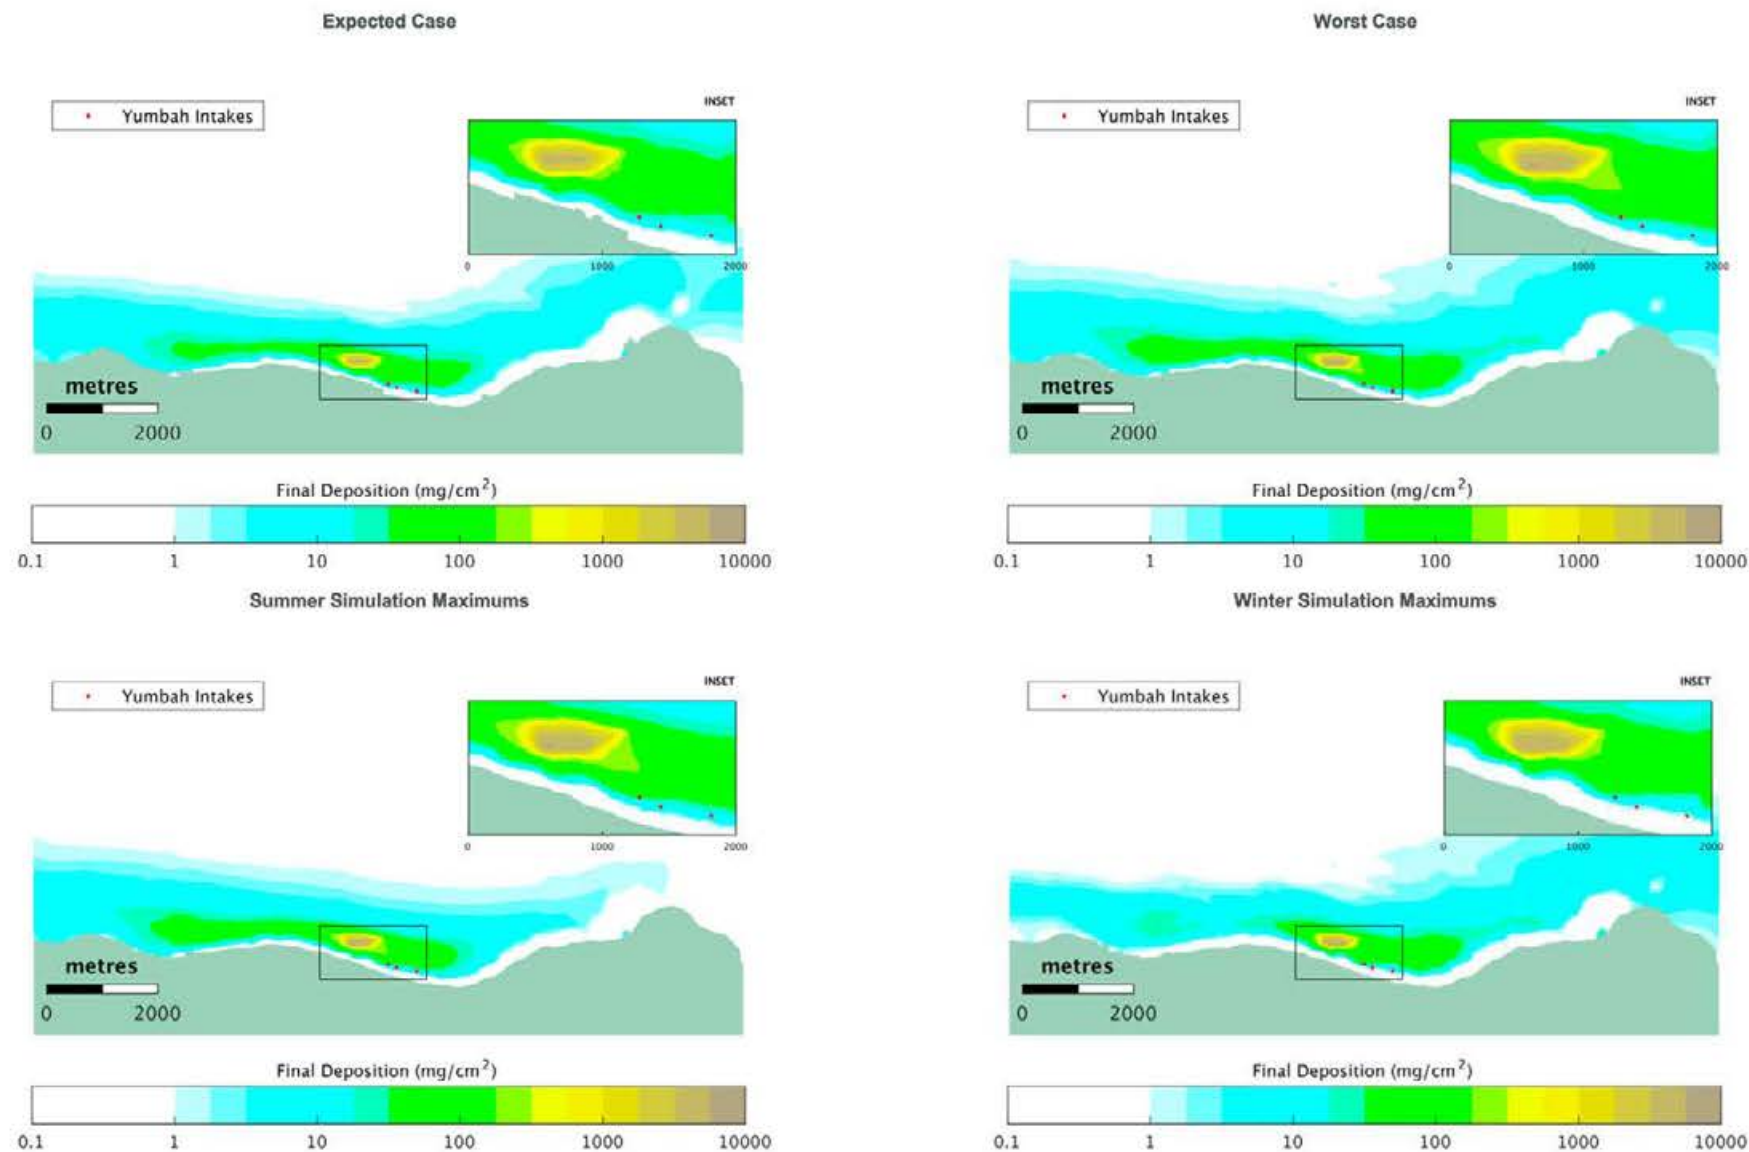 Expected Case
Worst Case
INSET
INSET
Yumbah Intakes
Yumbah Intakes
0 1000 2000
0 1000 2000
metres
metres
0 2000
0 2000
Final Deposition (mg/cm²)
Final Deposition (mg/cm²)
0.1 1 10 100 1000 10000
0.1 1 10 100 1000 10000
Summer Simulation Maximums
Winter Simulation Maximums
INSET
INSET
Yumbah Intakes
Yumbah Intakes
0 1000 2000
0 1000 2000
metres
metres
0 2000
0 2000
Final Deposition (mg/cm²)
Final Deposition (mg/cm²)
0.1 1 10 100 1000 10000
0.1 1 10 100 1000 10000